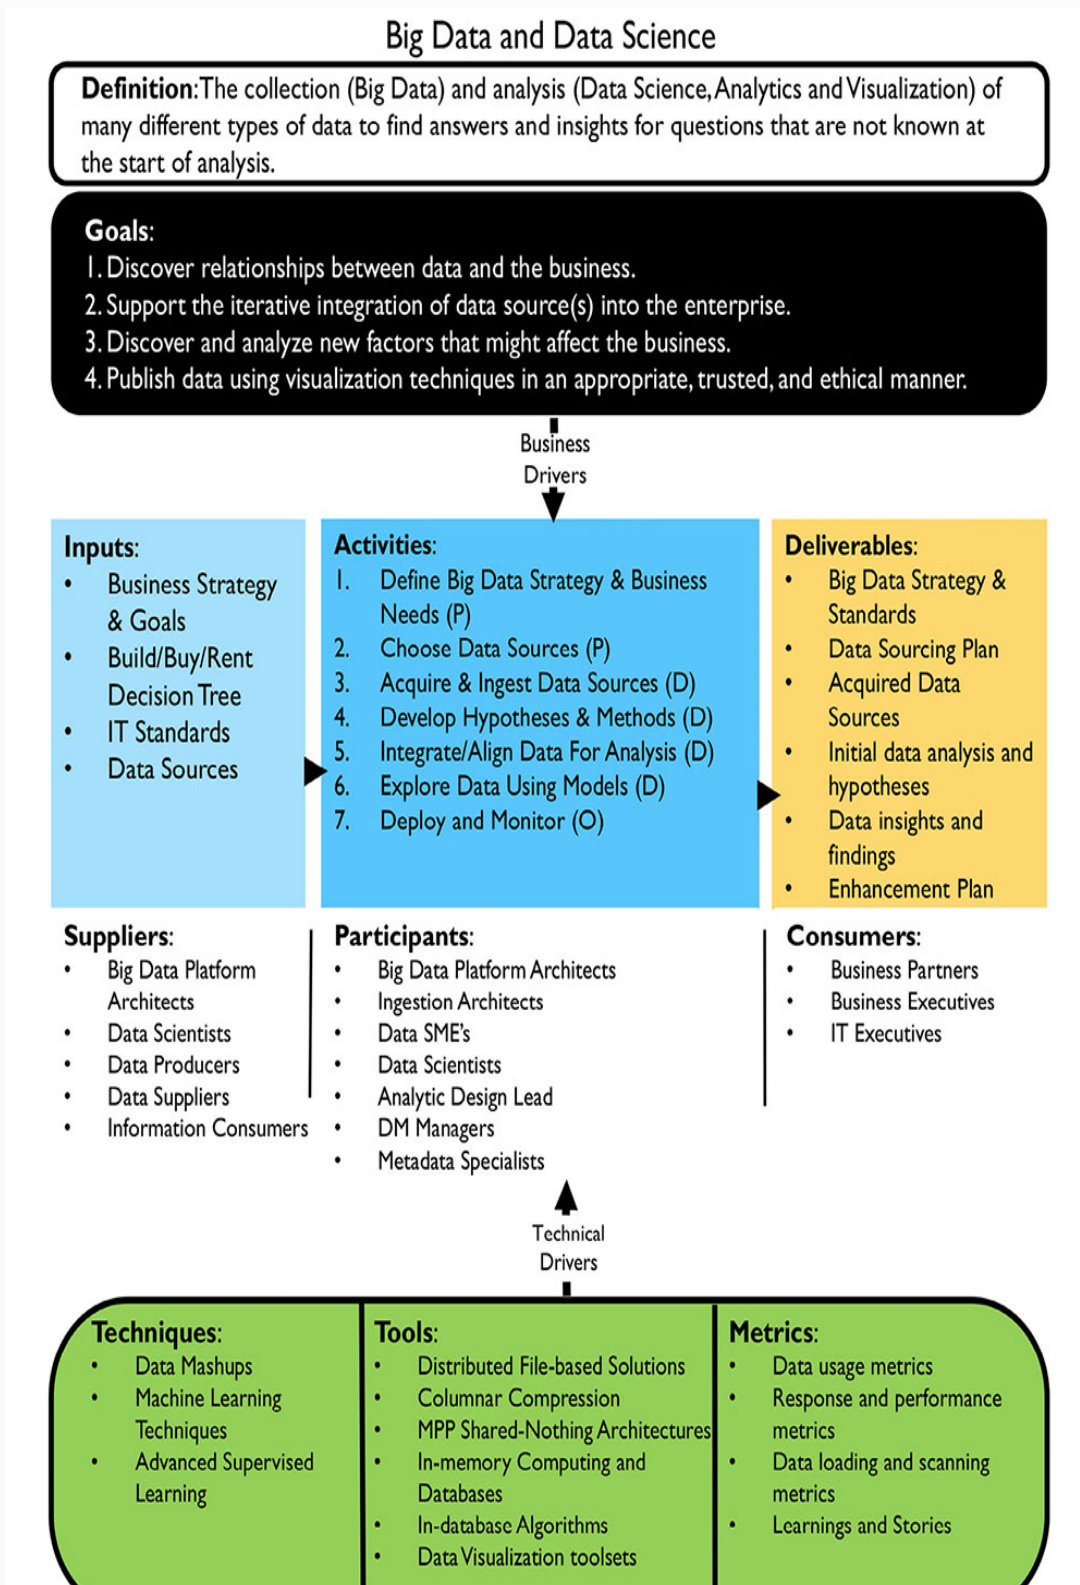 Big Data and Data Science
Definition: The collection (Big Data) and analysis (Data Science, Analytics and Visualization) of
many different types of data to find answers and insights for questions that are not known at
the start of analysis.
Goals:
1. Discover relationships between data and the business.
2. Support the iterative integration of data source(s) into the enterprise.
3. Discover and analyze new factors that might affect the business.
4. Publish data using visualization techniques in an appropriate, trusted, and ethical manner.
Business
Drivers
Inputs:
• Business Strategy
& Goals
• Build/Buy/Rent
Decision Tree
• IT Standards
• Data Sources
Activities:
1. Define Big Data Strategy & Business
Needs (P)
2. Choose Data Sources (P)
3. Acquire & Ingest Data Sources (D)
4. Develop Hypotheses & Methods (D)
5. Integrate/Align Data For Analysis (D)
6. Explore Data Using Models (D)
7. Deploy and Monitor (O)
Deliverables:
• Big Data Strategy &
Standards
• Data Sourcing Plan
• Acquired Data
Sources
• Initial data analysis and
hypotheses
• Data insights and
findings
• Enhancement Plan
Suppliers:
• Big Data Platform
Architects
• Data Scientists
• Data Producers
• Data Suppliers
• Information Consumers
Participants:
• Big Data Platform Architects
• Ingestion Architects
• Data SME's
• Data Scientists
• Analytic Design Lead
• DM Managers
• Metadata Specialists
Consumers:
• Business Partners
• Business Executives
• IT Executives
Technical
Drivers
Techniques:
• Data Mashups
• Machine Learning
Techniques
• Advanced Supervised
Learning
Tools:
• Distributed File-based Solutions
• Columnar Compression
• MPP Shared-Nothing Architectures
• In-memory Computing and
Databases
• In-database Algorithms
• Data Visualization toolsets
Metrics:
• Data usage metrics
• Response and performance
metrics
• Data loading and scanning
metrics
• Learnings and Stories